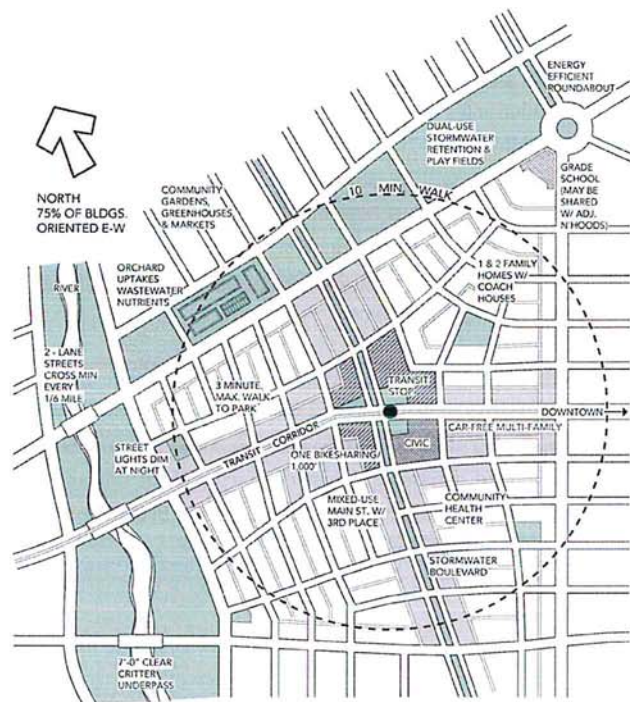 ENERGY
EFFICIENT
ROUNDABOUT
DUAL-USE
STORMWATER
RETENTION &
PLAY FIELDS
NORTH
75% OF BLDGS.
ORIENTED E-W
COMMUNITY
GARDENS,
GREENHOUSES
& MARKETS
10 MIN WALK
GRADE
SCHOOL
(MAY BE
SHARED
W/ ADJ.
N'HOODS)
ORCHARD
UPTAKES
WASTEWATER
NUTRIENTS
1 & 2 FAMILY
HOMES W/
COACH
HOUSES
RIVER
2 - LANE
STREETS
CROSS MIN
EVERY
1/6 MILE
3 MINUTE,
MAX. WALK
TO PARK
TRANSIT
STOP
DOWNTOWN
CAR-FREE MULTI-FAMILY
STREET
LIGHTS DIM
AT NIGHT
TRANSIT - CORRIDOR
ONE BIKESHARING/
1,000'
CIVIC
MIXED-USE
MAIN ST. W/
3RD PLACE
COMMUNITY
HEALTH
CENTER
STORMWATER
BOULEVARD
7'-0" CLEAR
CRITTER
UNDERPASS